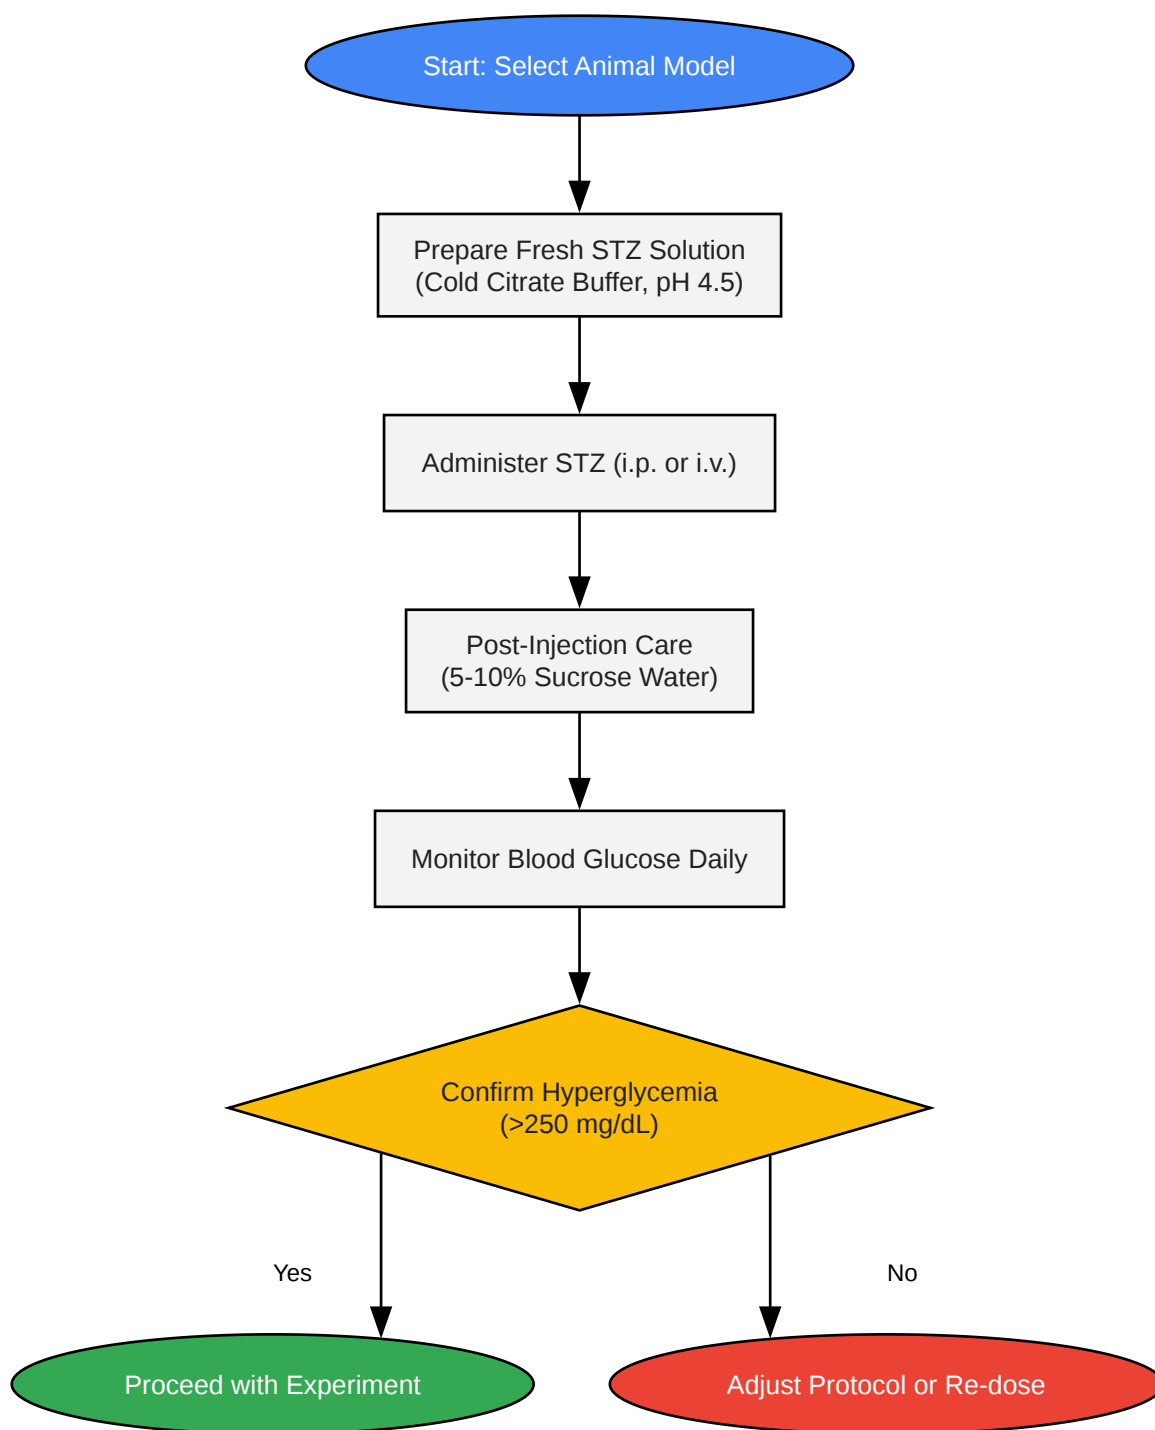 Start: Select Animal Model
Prepare Fresh STZ Solution
(Cold Citrate Buffer, pH 4.5)
Administer STZ (i.p. or i.v.)
Post-Injection Care
(5-10% Sucrose Water)
Monitor Blood Glucose Daily
Confirm Hyperglycemia
(>250 mg/dL)
Yes
No
Proceed with Experiment
Adjust Protocol or Re-dose